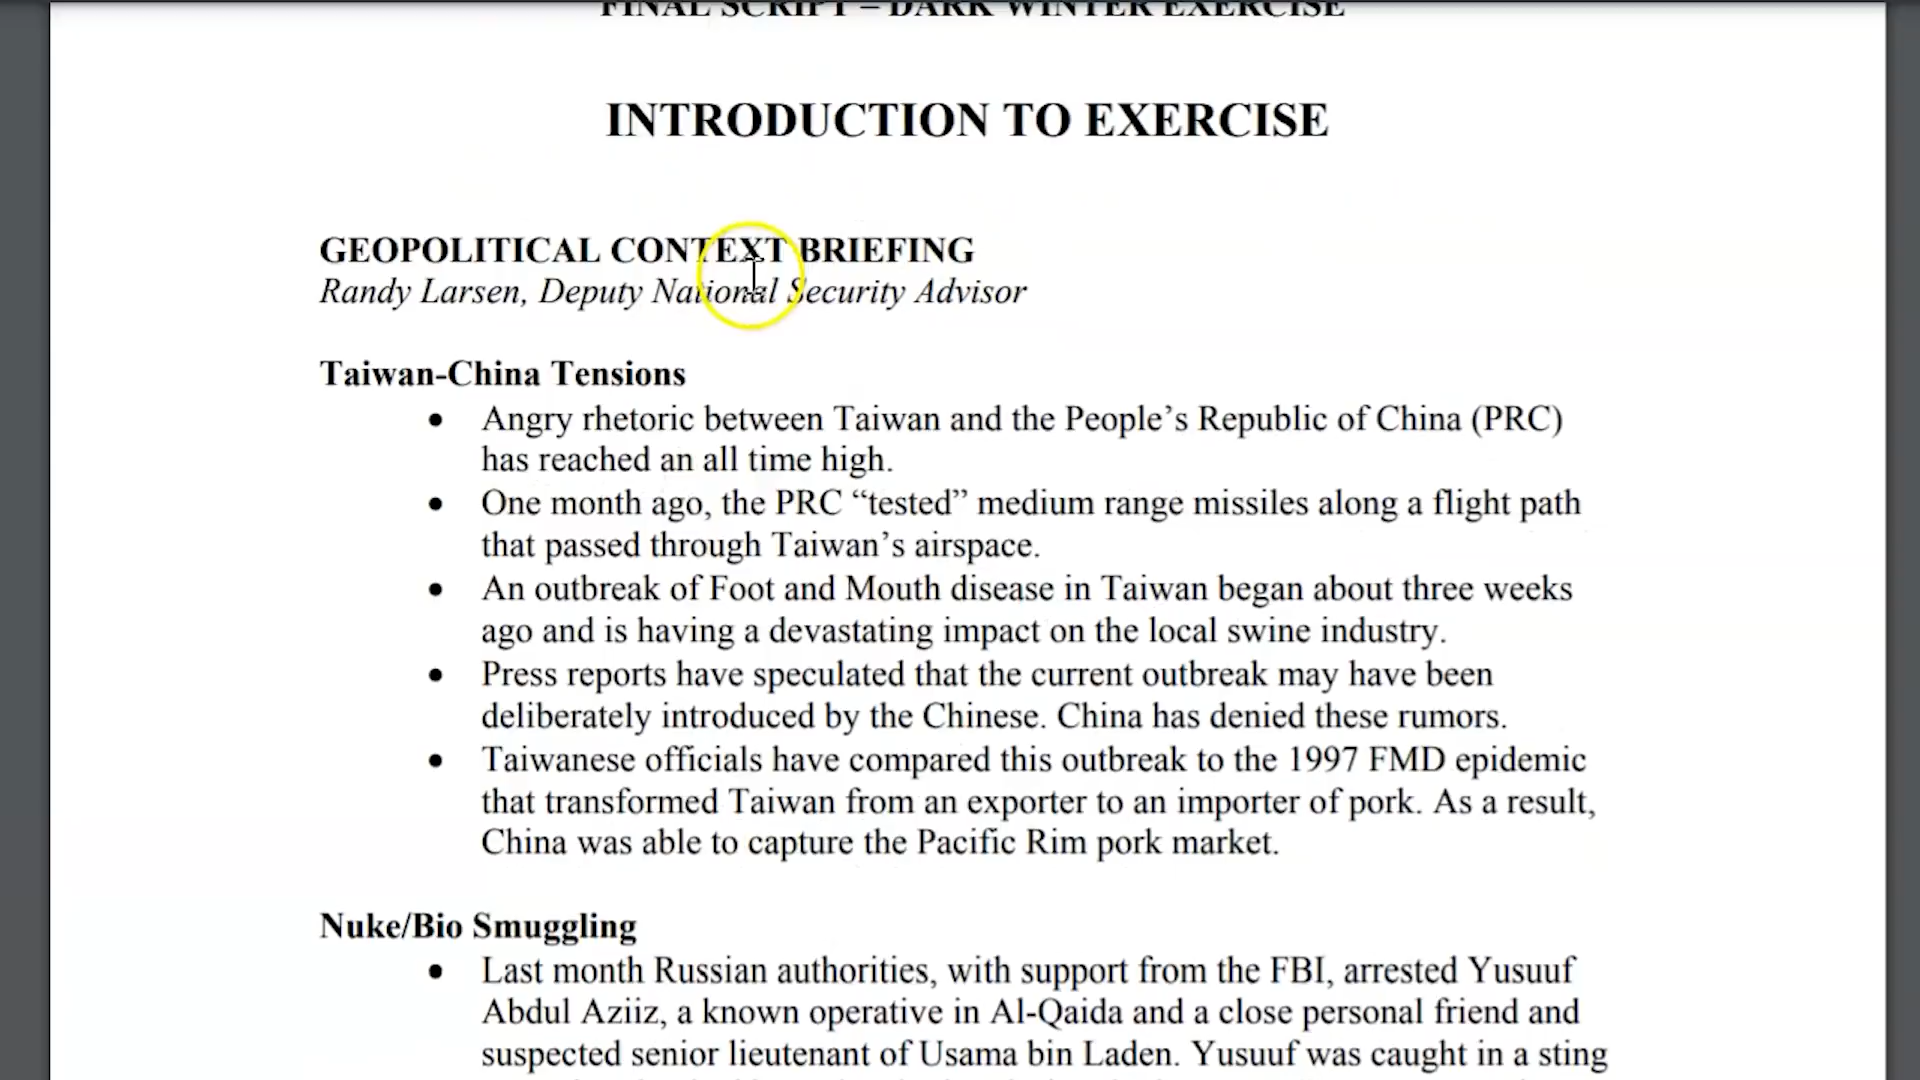 FINAL SCRIPT – DARK WINTER EXERCISE
INTRODUCTION TO EXERCISE
GEOPOLITICAL CONTEXT BRIEFING
Randy Larsen, Deputy National Security Advisor
Taiwan-China Tensions
• Angry rhetoric between Taiwan and the People’s Republic of China (PRC)
has reached an all time high.
• One month ago, the PRC “tested” medium range missiles along a flight path
that passed through Taiwan’s airspace.
• An outbreak of Foot and Mouth disease in Taiwan began about three weeks
ago and is having a devastating impact on the local swine industry.
• Press reports have speculated that the current outbreak may have been
deliberately introduced by the Chinese. China has denied these rumors.
• Taiwanese officials have compared this outbreak to the 1997 FMD epidemic
that transformed Taiwan from an exporter to an importer of pork. As a result,
China was able to capture the Pacific Rim pork market.
Nuke/Bio Smuggling
• Last month Russian authorities, with support from the FBI, arrested Yusuuf
Abdul Aziiz, a known operative in Al-Qaida and a close personal friend and
suspected senior lieutenant of Usama bin Laden. Yusuuf was caught in a sting